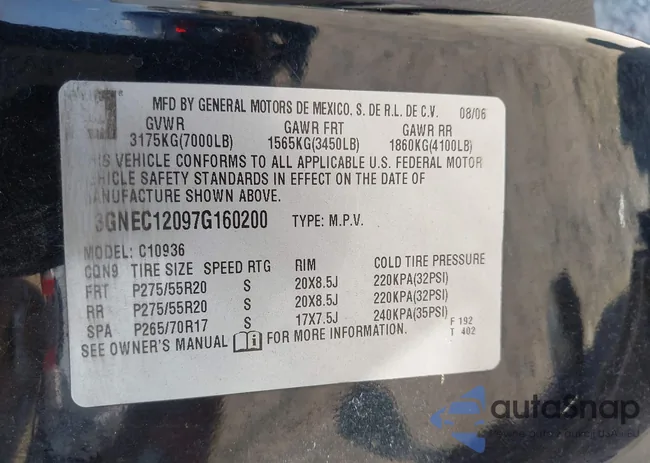 MFD BY GENERAL MOTORS DE MEXICO, S. DE R.L. DE C.V. 08/06
GVWR GAWR FRT GAWR RR
3175KG(7000LB) 1565KG(3450LB) 1860KG(4100LB)
IS VEHICLE CONFORMS TO ALL APPLICABLE U.S. FEDERAL MOTOR
EHICLE SAFETY STANDARDS IN EFFECT ON THE DATE OF
ANUFACTURE SHOWN ABOVE.
3GNEC12097G160200 TYPE: M.P.V.
MODEL: C10936
CQN9 TIRE SIZE SPEED RTG RIM COLD TIRE PRESSURE
FRT P275/55R20 S 20X8.5J 220KPA(32PSI)
RR P275/55R20 S 20X8.5J 220KPA(32PSI)
SPA P265/70R17 S 17X7.5J 240KPA(35PSI)
SEE OWNER'S MANUAL FOR MORE INFORMATION.
F 192
T 402
autaSnap